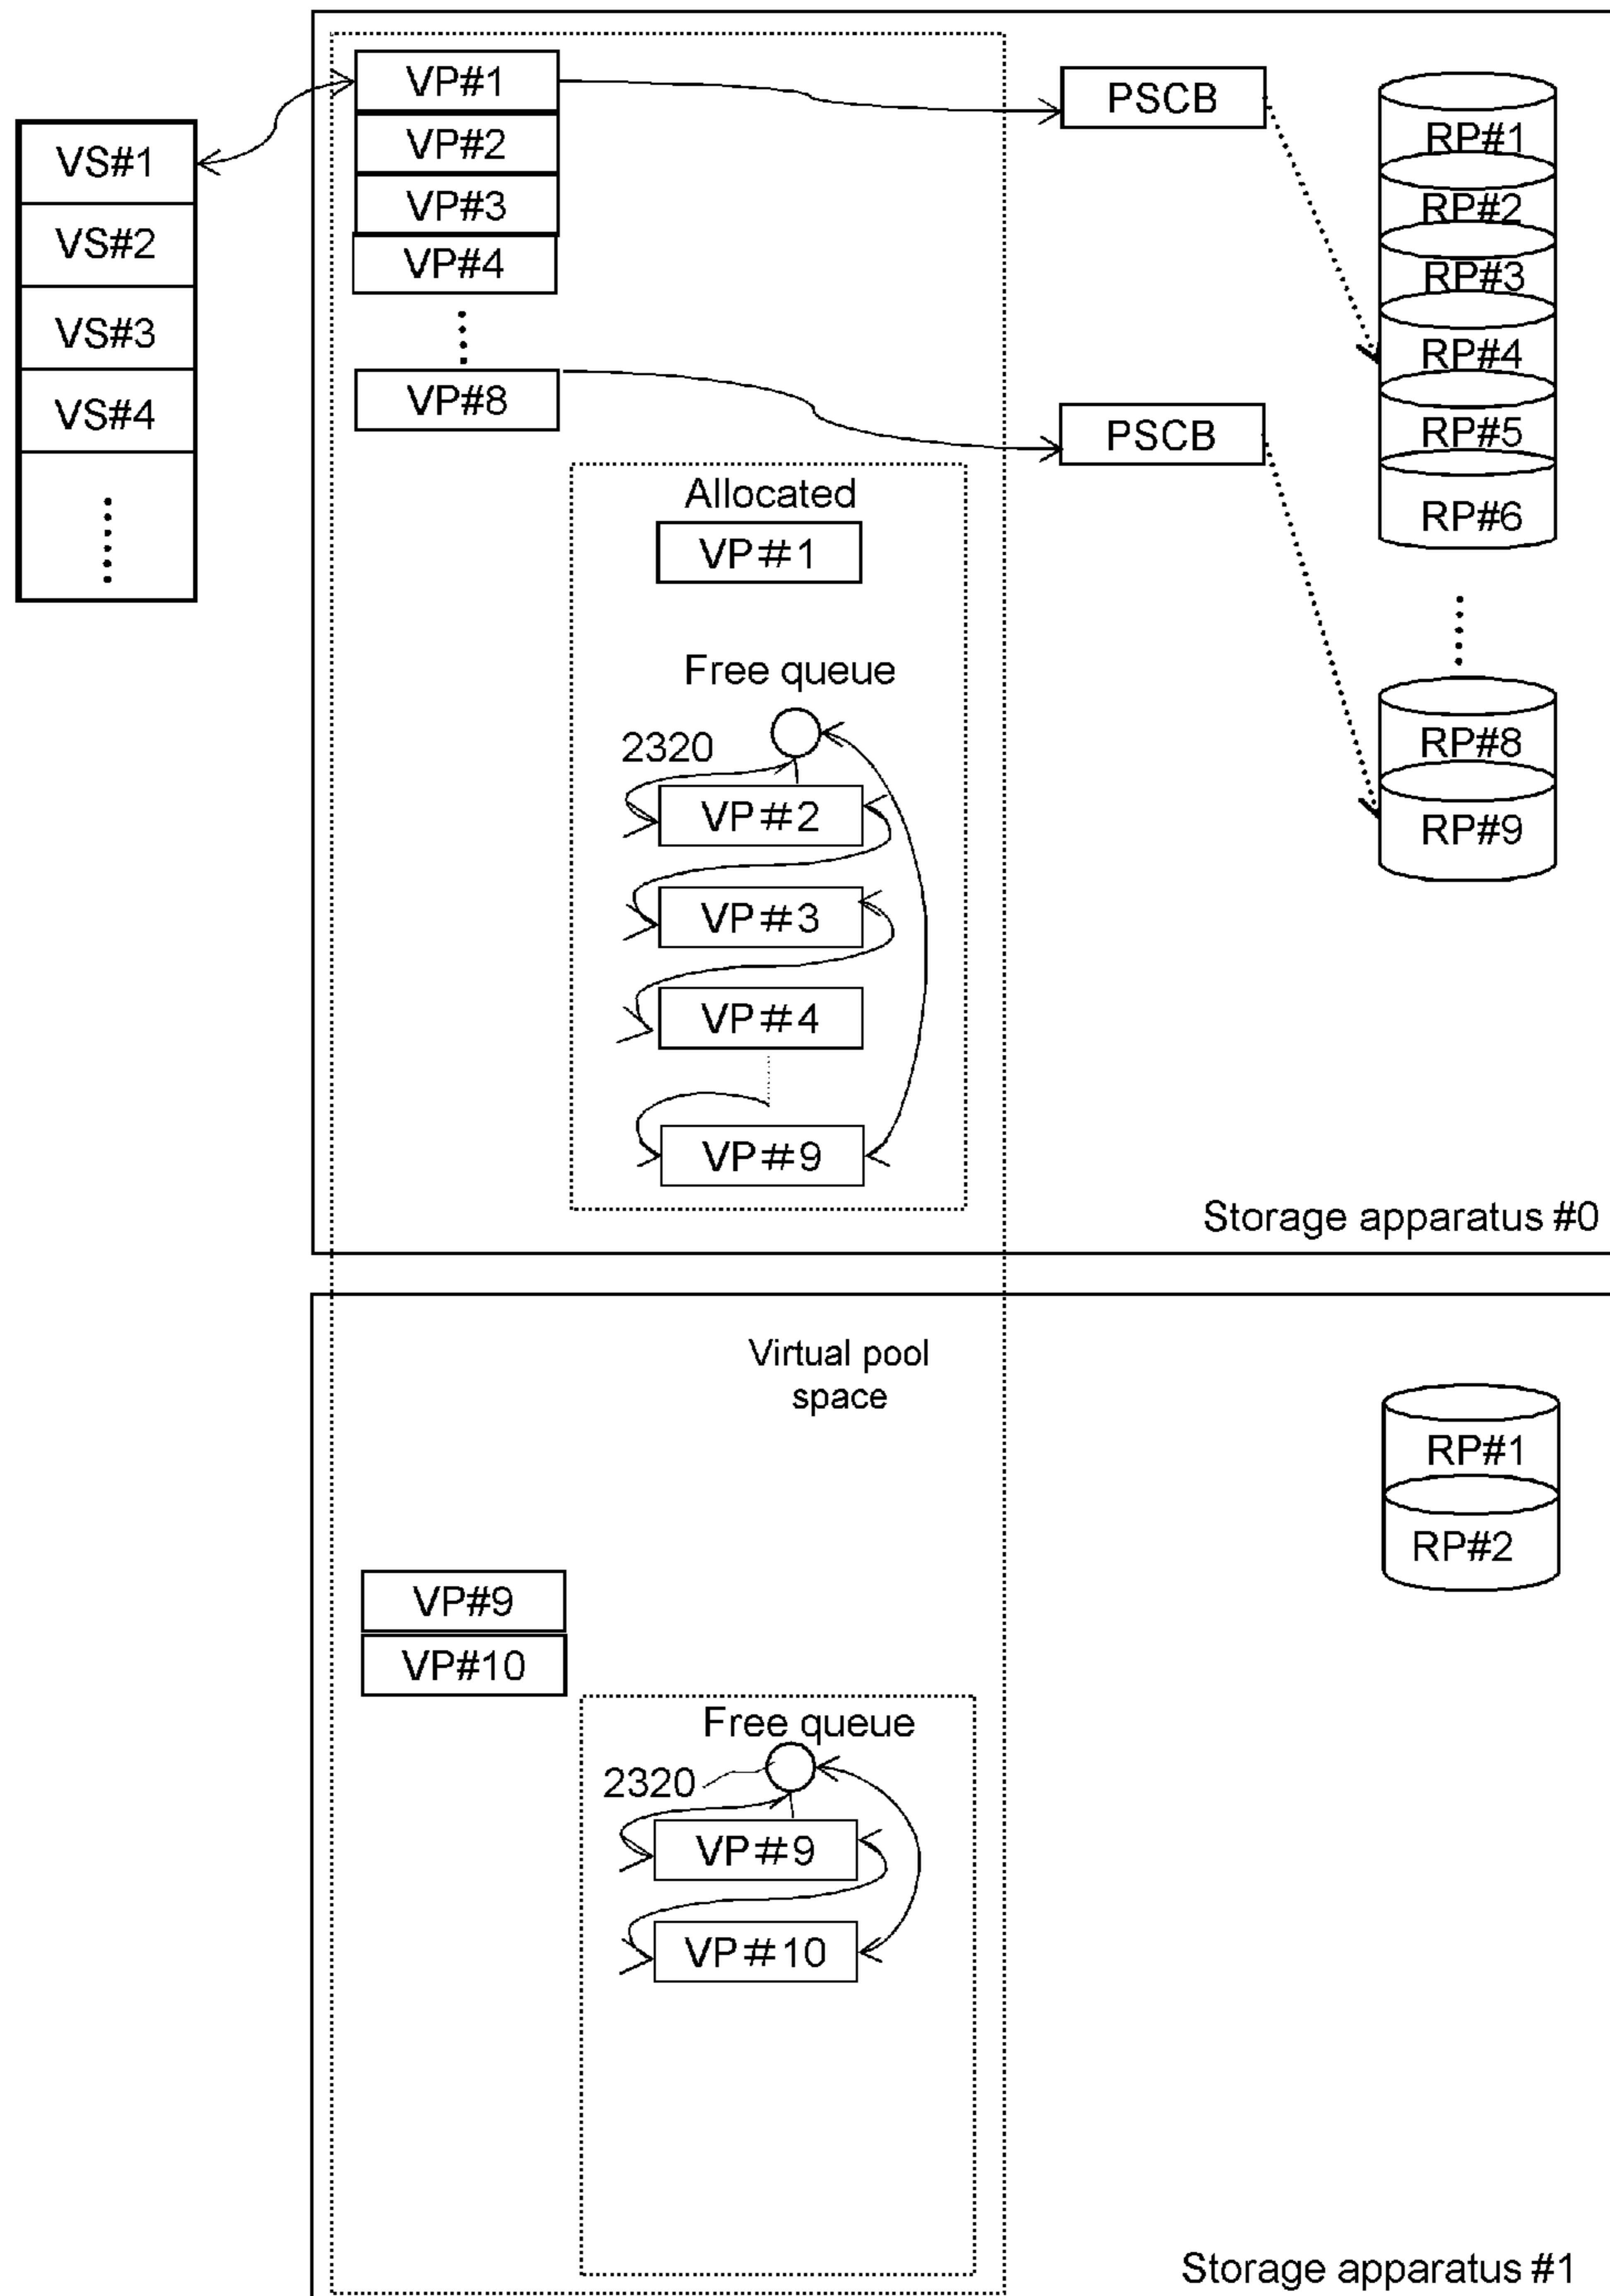 VS#1
VS#2
VS#3
VS#4
VP#1
VP#2
VP#3
VP#4
VP#8
PSCB
PSCB
RP#1
RP#2
RP#3
RP#4
RP#5
RP#6
RP#8
RP#9
Allocated
VP#1
Free queue
2320
VP#2
VP#3
VP#4
VP#9
Storage apparatus #0
Virtual pool
space
RP#1
RP#2
VP#9
VP#10
Free queue
2320
VP#9
VP#10
Storage apparatus #1